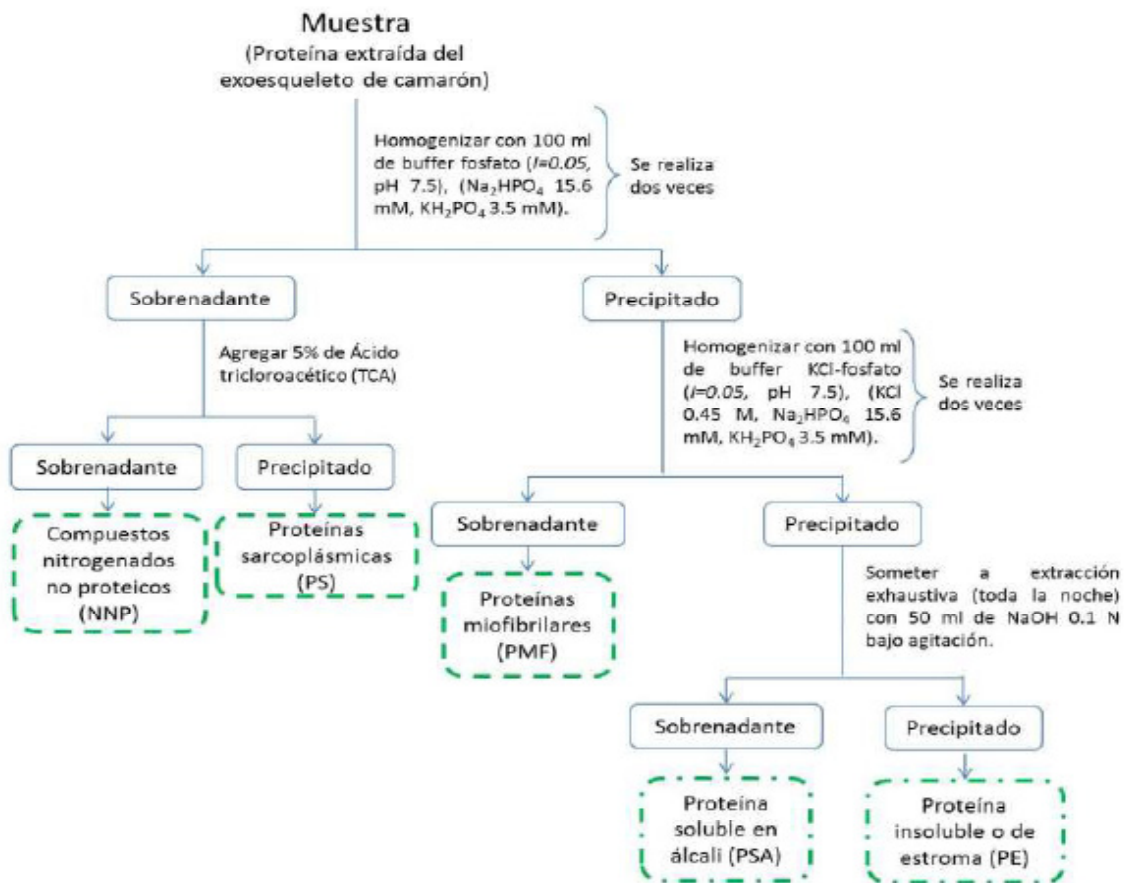 Muestra
(Proteína extraída del
exoesqueleto de camarón)
Homogenizar con 100 ml
de buffer fosfato (I=0.05,
pH 7.5), (Na₂HPO₄ 15.6
mM, KH₂PO₄ 3.5 mM).
Se realiza
dos veces
Sobrenadante
Precipitado
Agregar 5% de Ácido
tricloroacético (TCA)
Homogenizar con 100 ml
de buffer KCl-fosfato
(I=0.05, pH 7.5), (KCl
0.45 M, Na₂HPO₄ 15.6
mM, KH₂PO₄ 3.5 mM).
Se realiza
dos veces
Sobrenadante
Precipitado
Compuestos
nitrogenados
no proteicos
(NNP)
Proteínas
sarcoplásmicas
(PS)
Sobrenadante
Precipitado
Proteínas
miofibrilares
(PMF)
Someter a extracción
exhaustiva (toda la noche)
con 50 ml de NaOH 0.1 N
bajo agitación.
Sobrenadante
Precipitado
Proteína
soluble en
álcali (PSA)
Proteína
insoluble o de
estroma (PE)